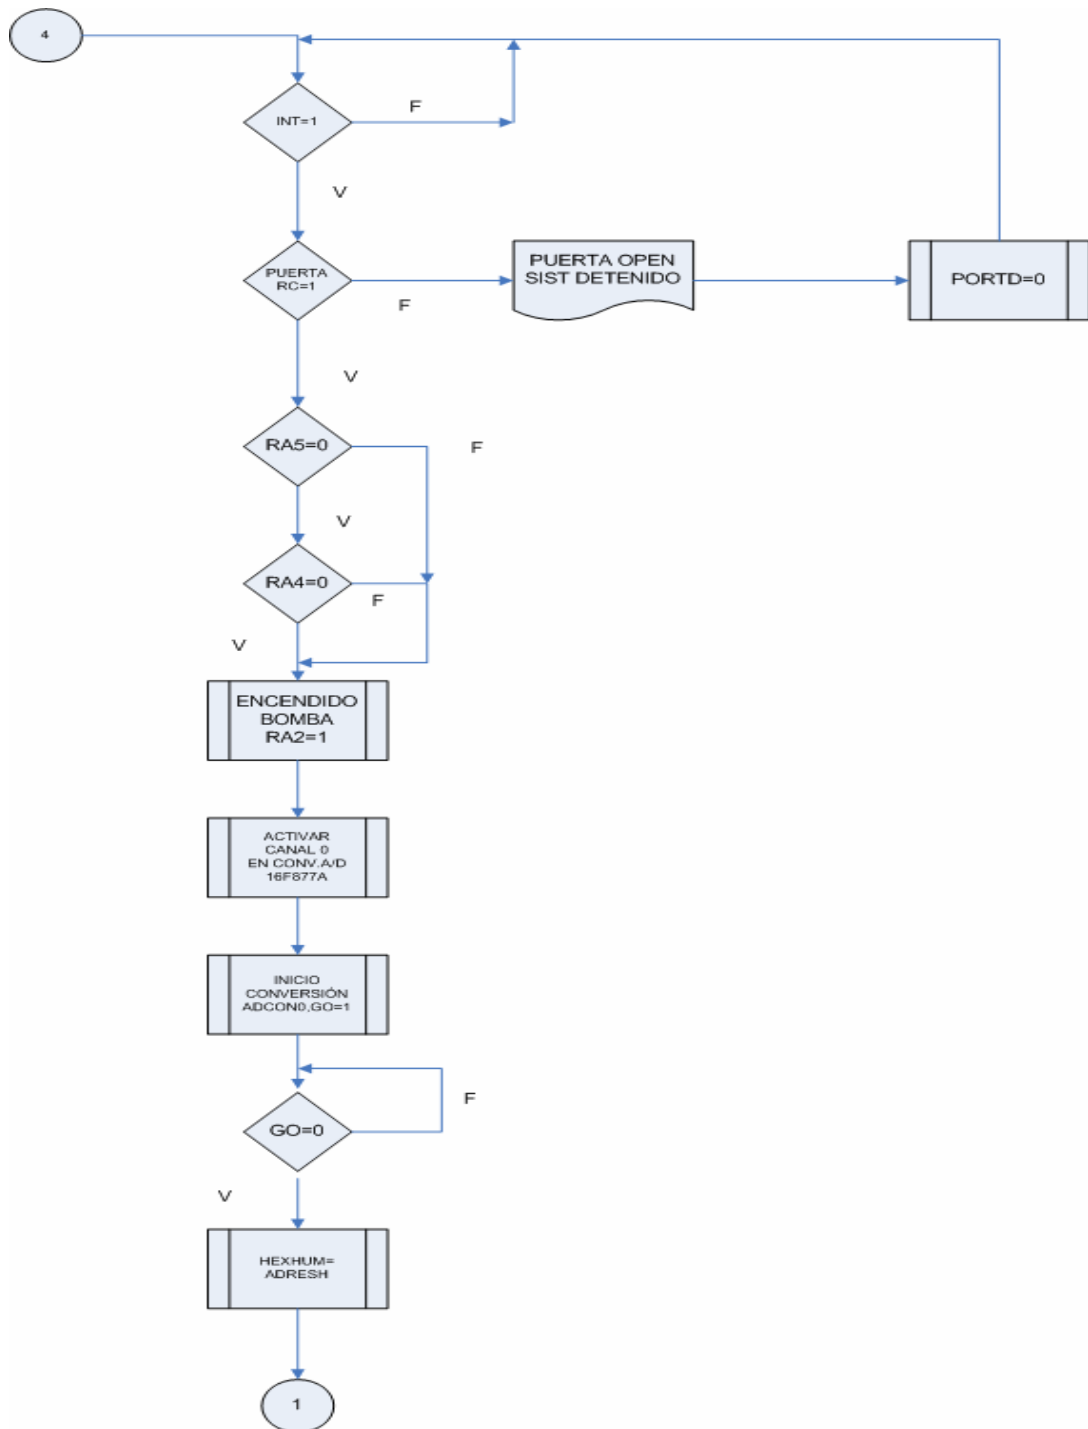 4
INT=1
F
V
PUERTA
RC=1
F
PUERTA OPEN
SIST DETENIDO
PORTD=0
V
RA5=0
F
V
RA4=0
F
V
ENCENDIDO
BOMBA
RA2=1
ACTIVAR
CANAL 0
EN CONV.A/D
16F877A
INICIO
CONVERSIÓN
ADCON0,GO=1
GO=0
F
V
HEXHUM=
ADRESH
1